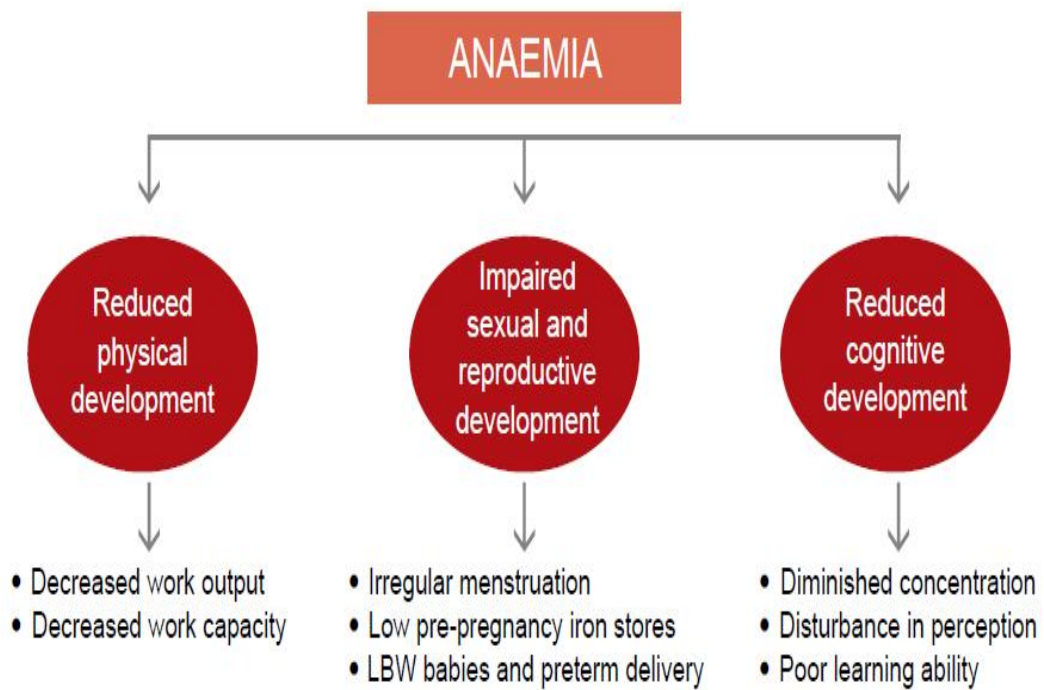 ANAEMIA
Reduced
physical
development
Impaired
sexual and
reproductive
development
Reduced
cognitive
development
• Decreased work output
• Decreased work capacity
• Irregular menstruation
• Low pre-pregnancy iron stores
• LBW babies and preterm delivery
• Diminished concentration
• Disturbance in perception
• Poor learning ability